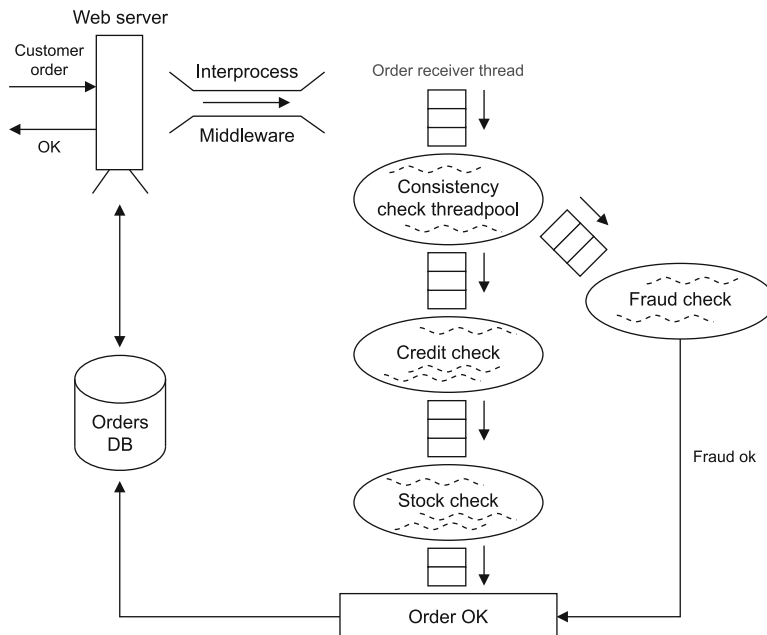 Web server
Customer
order
OK
Interprocess
Middleware
Order receiver thread
Consistency
check threadpool
Fraud check
Credit check
Orders
DB
Fraud ok
Stock check
Order OK